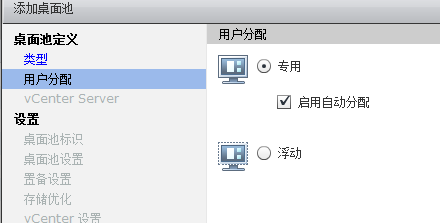 添加桌面池
桌面池定义
类型
用户分配
vCenter Server
设置
桌面池标识
桌面池设置
置备设置
存储优化
vCenter 设置
用户分配
专用
启用自动分配
浮动